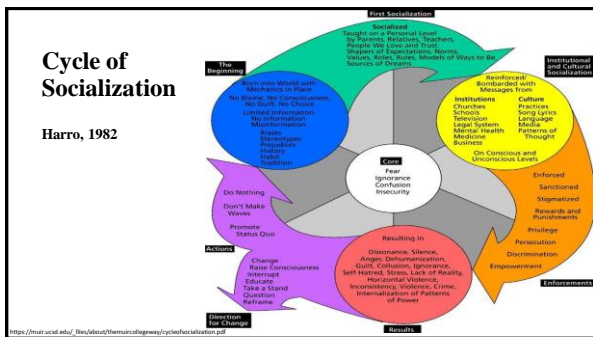 Cycle of
Socialization
Harro, 1982
First Socialization
Socialized
Taught on a Personal Level
by Parents, Relatives, Teachers,
People We Love and Trust:
Shapers of Expectations, Norms,
Values, Roles, Rules, Models of Ways to Be,
Sources of Dreams
The
Beginning
Born into World with
Mechanics in Place
No Blame, No Consciousness,
No Guilt, No Choice
Limited Information
No Information
Misinformation
Biases
Stereotypes
Prejudices
History
Habit
Tradition
Institutional
and Cultural
Socialization
Reinforced/
Bombarded with
Messages from
Institutions
Churches
Schools
Television
Legal System
Mental Health
Medicine
Business
Culture
Practices
Song Lyrics
Language
Media
Patterns of
Thought
On Conscious and
Unconscious Levels
Core
Fear
Ignorance
Confusion
Insecurity
Enforced
Sanctioned
Stigmatized
Rewards and
Punishments
Privilege
Persecution
Discrimination
Empowerment
Enforcements
Resulting in
Dissonance, Silence,
Anger, Dehumanization,
Guilt, Collusion, Ignorance,
Self-Hatred, Stress, Lack of Reality,
Horizontal Violence,
Inconsistency, Violence, Crime,
Internalization of Patterns
of Power
Results
Do Nothing
Don't Make
Waves
Promote
Status Quo
Actions
Change
Raise Consciousness
Interrupt
Educate
Take a Stand
Question
Reframe
Direction
for Change
https://muir.ucsd.edu/_files/about/themuircollegeway/cycleofsocialization.pdf